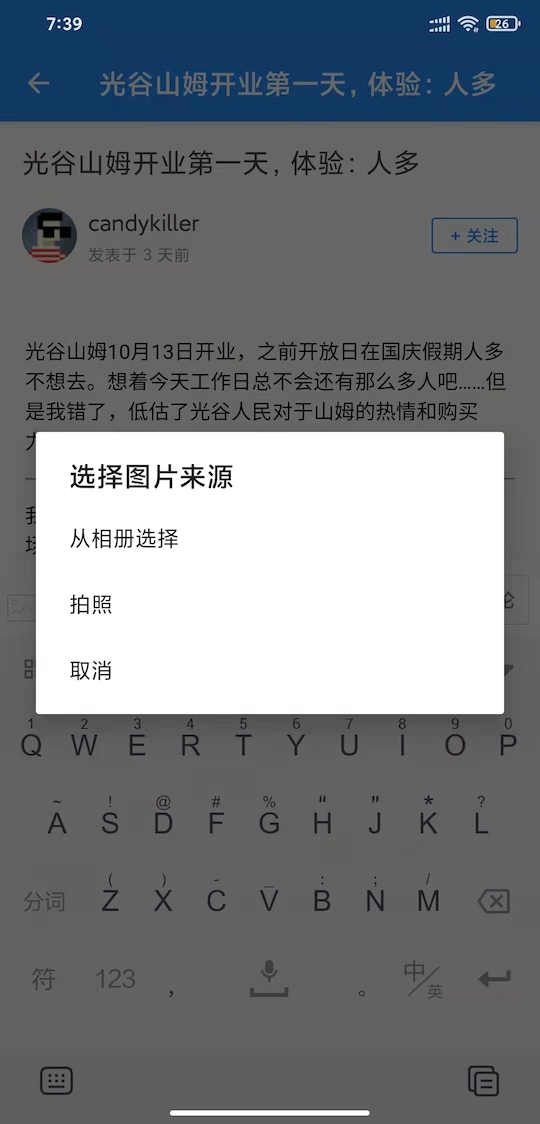 7:39
26
光谷山姆开业第一天，体验：人多
光谷山姆开业第一天，体验：人多
candykiller
发表于 3 天前
+ 关注
光谷山姆10月13日开业，之前开放日在国庆假期人多
不想去。想着今天工作日总不会还有那么多人吧……但
是我错了，低估了光谷人民对于山姆的热情和购买
选择图片来源
从相册选择
拍照
取消
1 2 3 4 5 6 7 8 9 0
Q W E R T Y U I O P
~ ! @ # % “ " * ?
A S D F G H J K L
( ) - _ : ; /
分词 Z X C V B N M
符 123 , 。 中/英